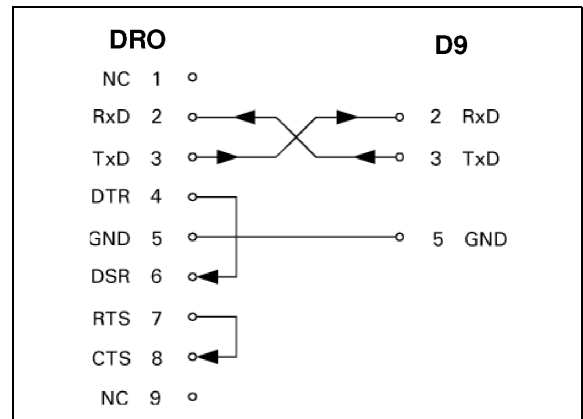 DRO D9
NC 1
RxD 2 2 RxD
TxD 3 3 TxD
DTR 4
GND 5 5 GND
DSR 6
RTS 7
CTS 8
NC 9